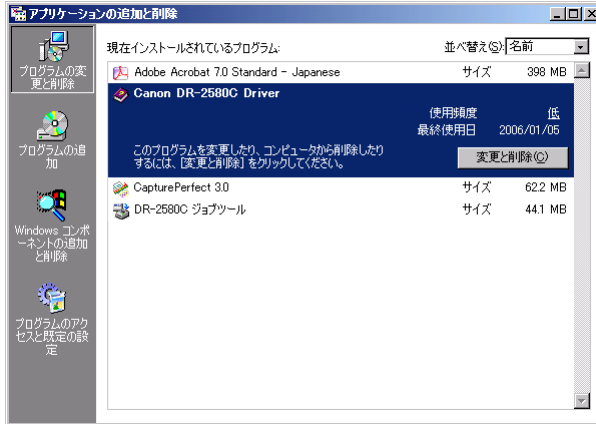 アプリケーションの追加と削除
プログラムの変
更と削除
プログラムの追
加
Windows コンポ
ーネントの追加
と削除
プログラムのアク
セスと既定の設
定
現在インストールされているプログラム:
並べ替え(S):
名前
Adobe Acrobat 7.0 Standard - Japanese
サイズ
398 MB
Canon DR-2580C Driver
使用頻度
低
最終使用日
2006/01/05
このプログラムを変更したり、コンピュータから削除したり
するには、[変更と削除] をクリックしてください。
変更と削除(C)
CapturePerfect 3.0
サイズ
62.2 MB
DR-2580C ジョブツール
サイズ
44.1 MB